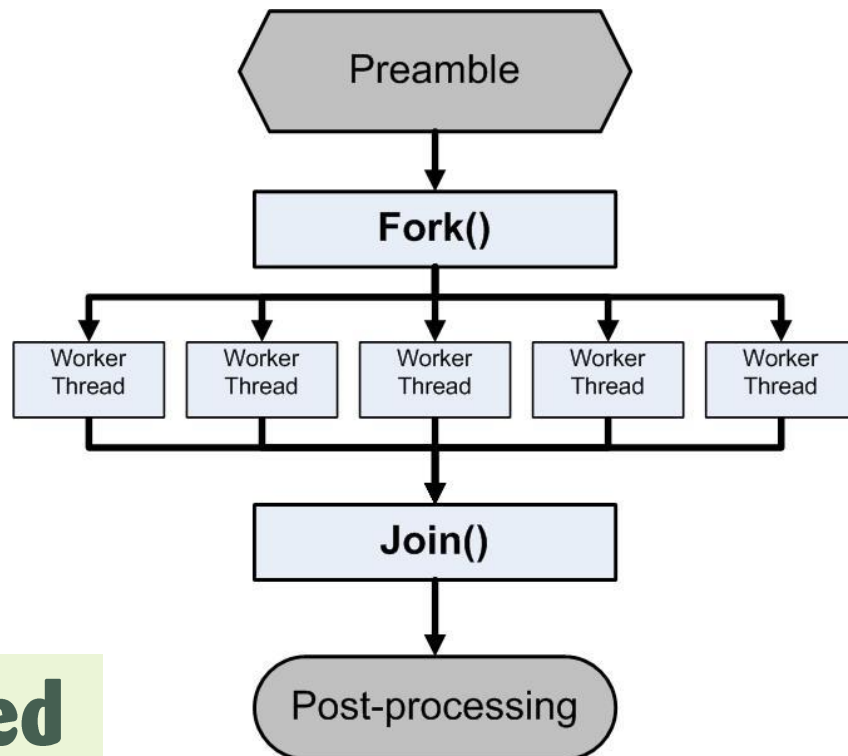 Preamble
Fork()
Worker
Thread
Worker
Thread
Worker
Thread
Worker
Thread
Worker
Thread
Join()
Post-processing
ed